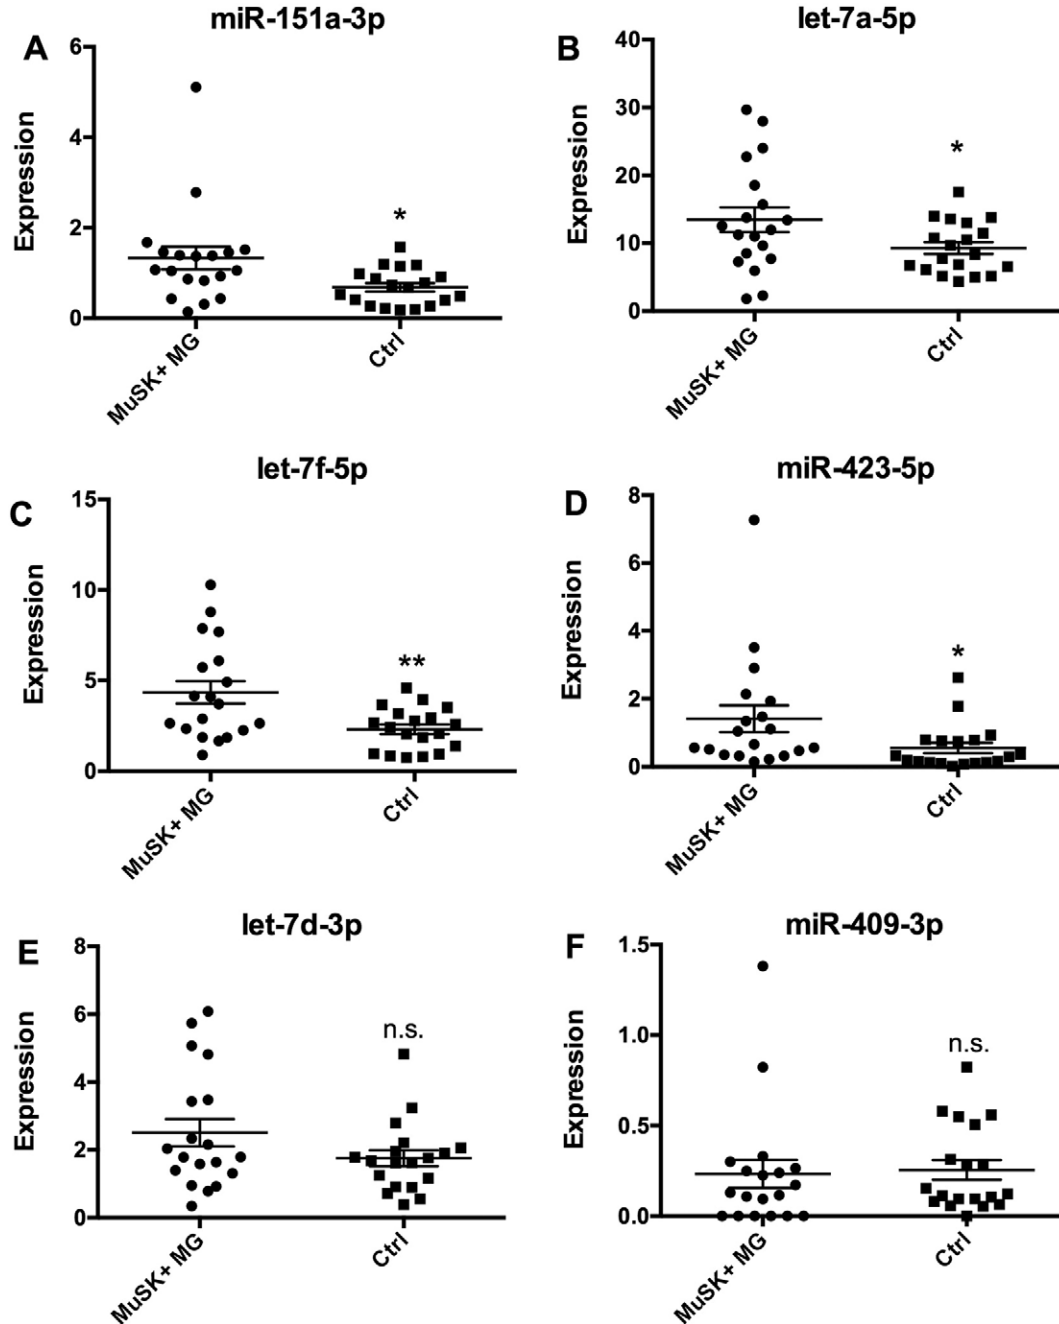 A
miR-151a-3p
6
4
2
0
Expression
*
MuSK+ MG
Ctrl
B
let-7a-5p
40
30
20
10
0
Expression
*
MuSK+ MG
Ctrl
C
let-7f-5p
15
10
5
0
Expression
**
MuSK+ MG
Ctrl
D
miR-423-5p
8
6
4
2
0
Expression
*
MuSK+ MG
Ctrl
E
let-7d-3p
8
6
4
2
0
Expression
n.s.
MuSK+ MG
Ctrl
F
miR-409-3p
1.5
1.0
0.5
0.0
Expression
n.s.
MuSK+ MG
Ctrl